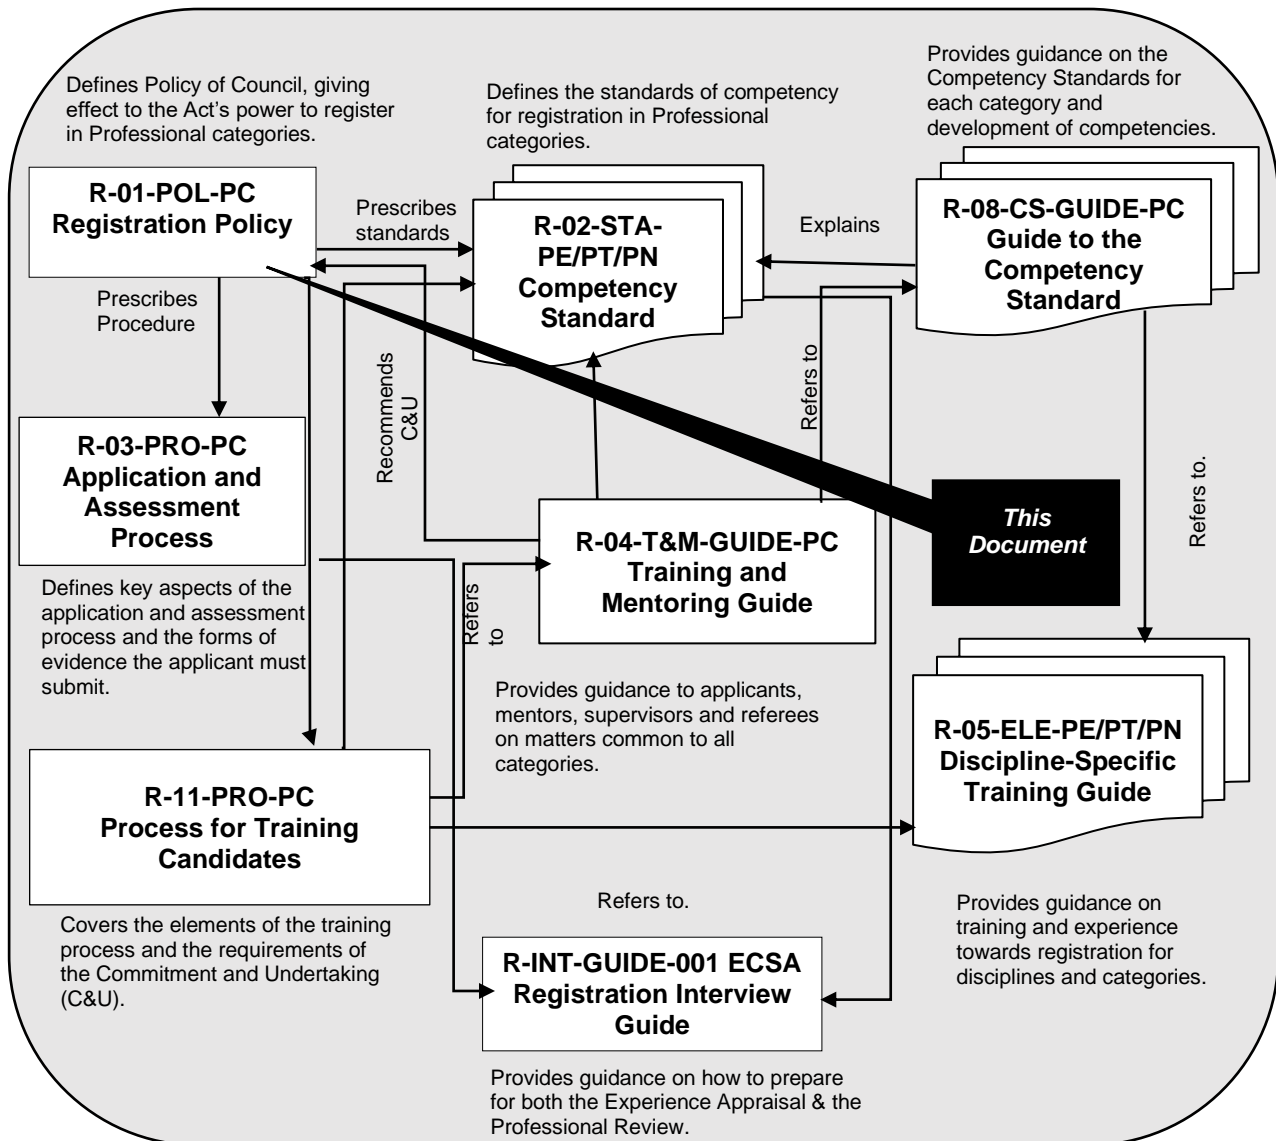 Defines Policy of Council, giving
effect to the Act's power to register
in Professional categories.
Defines the standards of competency
for registration in Professional
categories.
Provides guidance on the
Competency Standards for
each category and
development of competencies.
R-01-POL-PC
Registration Policy
Prescribes
standards
R-02-STA-
PE/PT/PN
Competency
Standard
Explains
R-08-CS-GUIDE-PC
Guide to the
Competency
Standard
Prescribes
Procedure
Recommends
C&U
Refers to
R-03-PRO-PC
Application and
Assessment
Process
Defines key aspects of the
application and assessment
process and the forms of
evidence the applicant must
submit.
R-04-T&M-GUIDE-PC
Training and
Mentoring Guide
This
Document
Refers to.
Refers
to
Provides guidance to applicants,
mentors, supervisors and referees
on matters common to all
categories.
R-05-ELE-PE/PT/PN
Discipline-Specific
Training Guide
R-11-PRO-PC
Process for Training
Candidates
Covers the elements of the training
process and the requirements of
the Commitment and Undertaking
(C&U).
Refers to.
Provides guidance on
training and experience
towards registration for
disciplines and categories.
R-INT-GUIDE-001 ECSA
Registration Interview
Guide
Provides guidance on how to prepare
for both the Experience Appraisal & the
Professional Review.